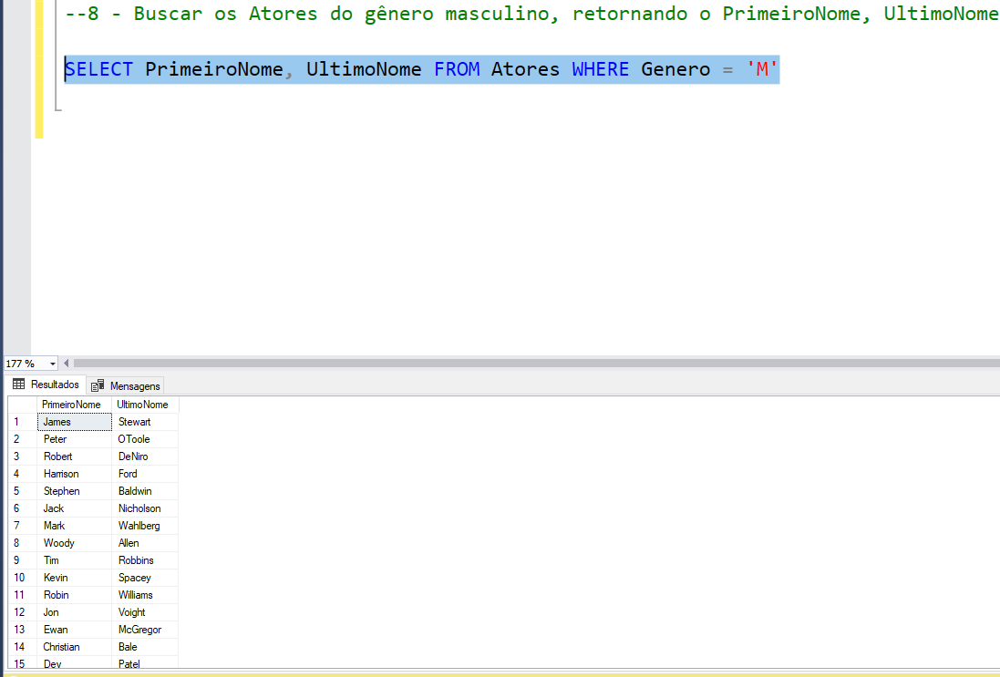 --8 - Buscar os Atores do gênero masculino, retornando o PrimeiroNome, UltimoNome
SELECT PrimeiroNome, UltimoNome FROM Atores WHERE Genero = 'M'
177 %
Resultados Mensagens
PrimeiroNome UltimoNome
1 James Stewart
2 Peter OToole
3 Robert DeNiro
4 Harrison Ford
5 Stephen Baldwin
6 Jack Nicholson
7 Mark Wahlberg
8 Woody Allen
9 Tim Robbins
10 Kevin Spacey
11 Robin Williams
12 Jon Voight
13 Ewan McGregor
14 Christian Bale
15 Dev Patel